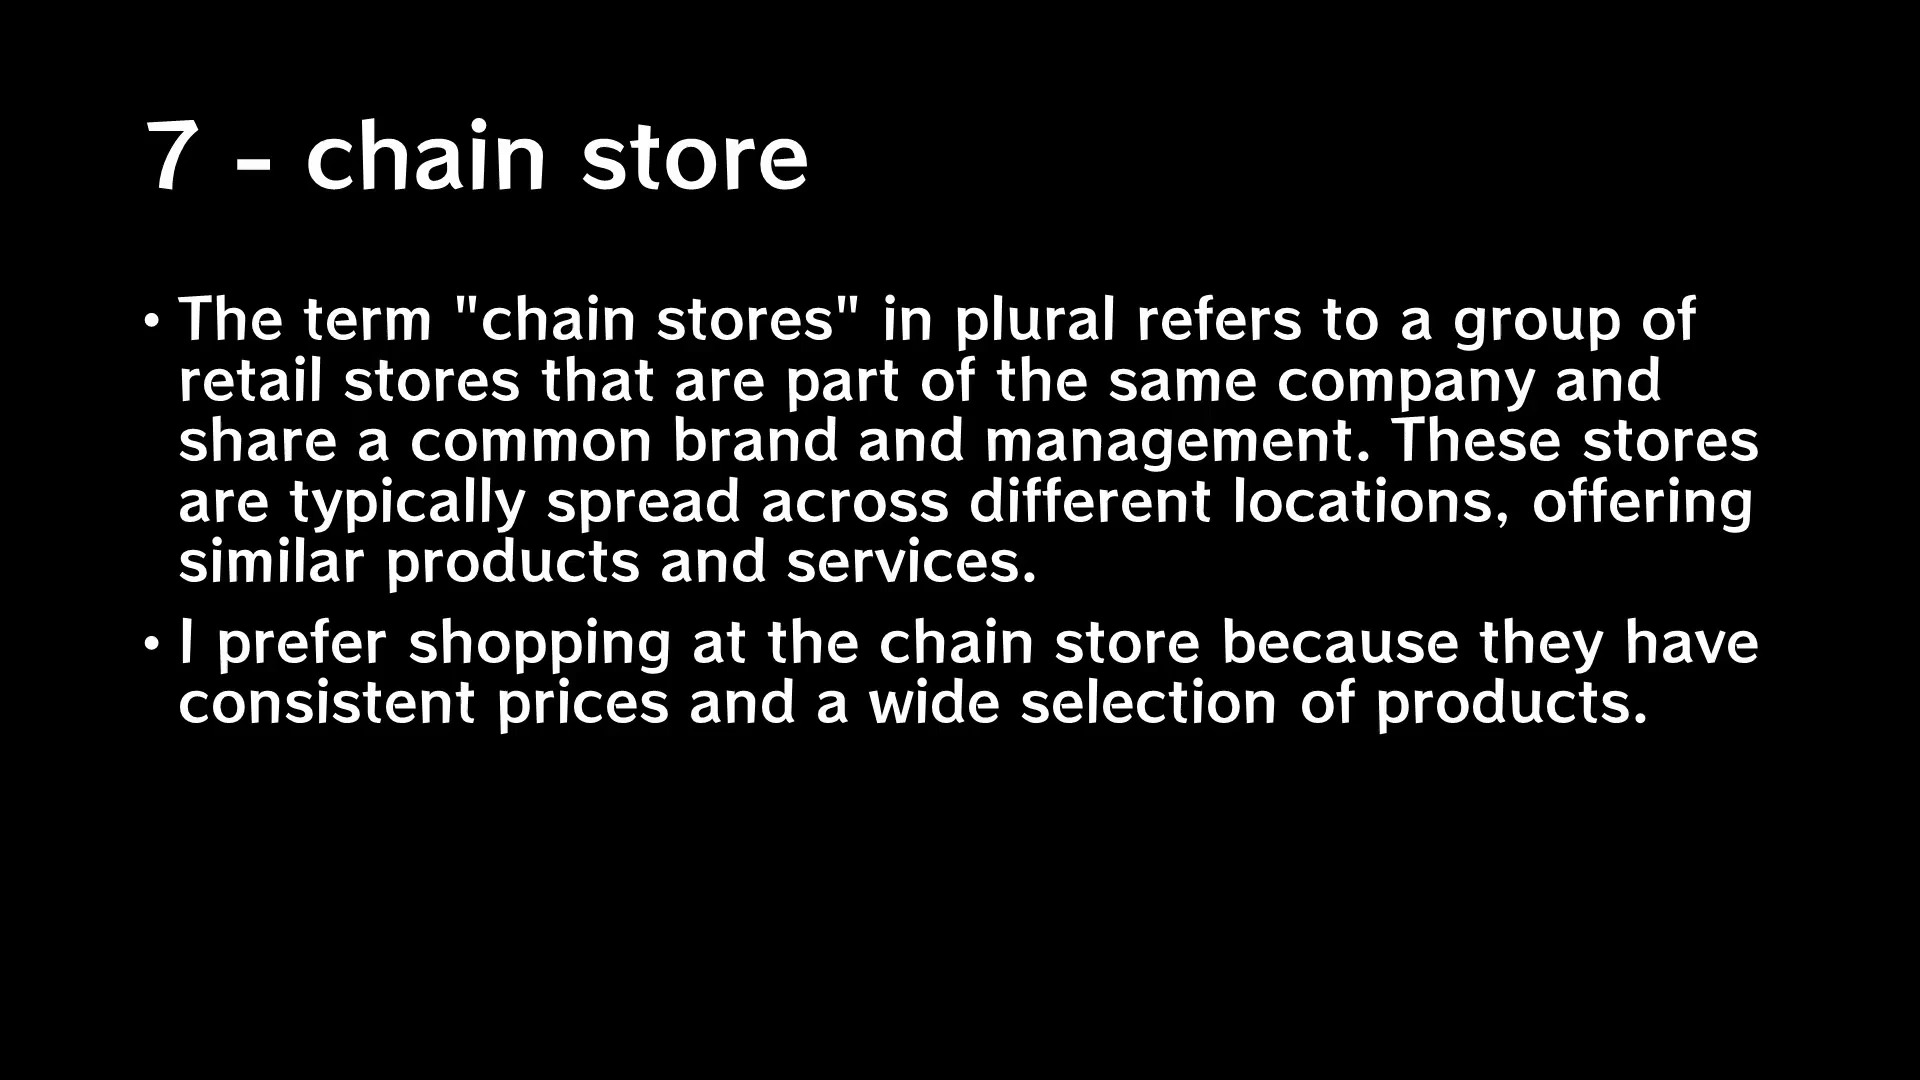 7 - chain store
• The term "chain stores" in plural refers to a group of
retail stores that are part of the same company and
share a common brand and management. These stores
are typically spread across different locations, offering
similar products and services.
• I prefer shopping at the chain store because they have
consistent prices and a wide selection of products.